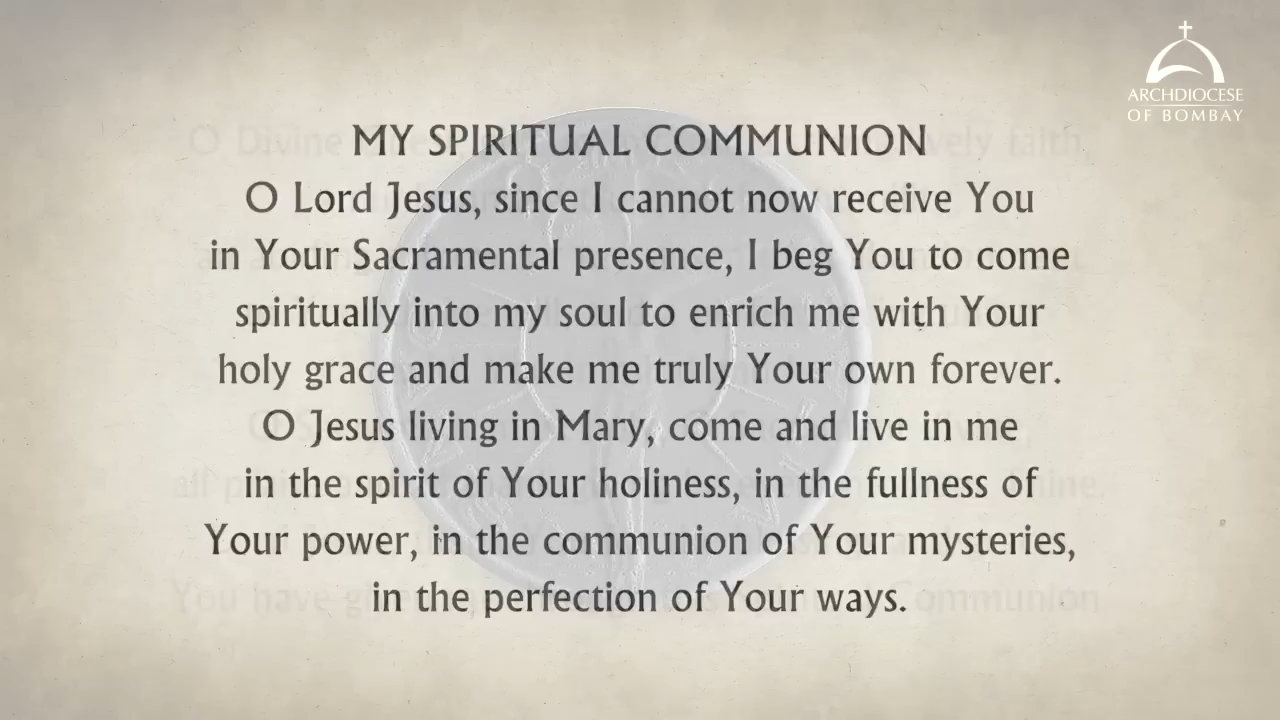 ARCHDIOCESE
OF BOMBAY
MY SPIRITUAL COMMUNION
O Lord Jesus, since I cannot now receive You
in Your Sacramental presence, I beg You to come
spiritually into my soul to enrich me with Your
holy grace and make me truly Your own forever.
O Jesus living in Mary, come and live in me
in the spirit of Your holiness, in the fullness of
Your power, in the communion of Your mysteries,
in the perfection of Your ways.